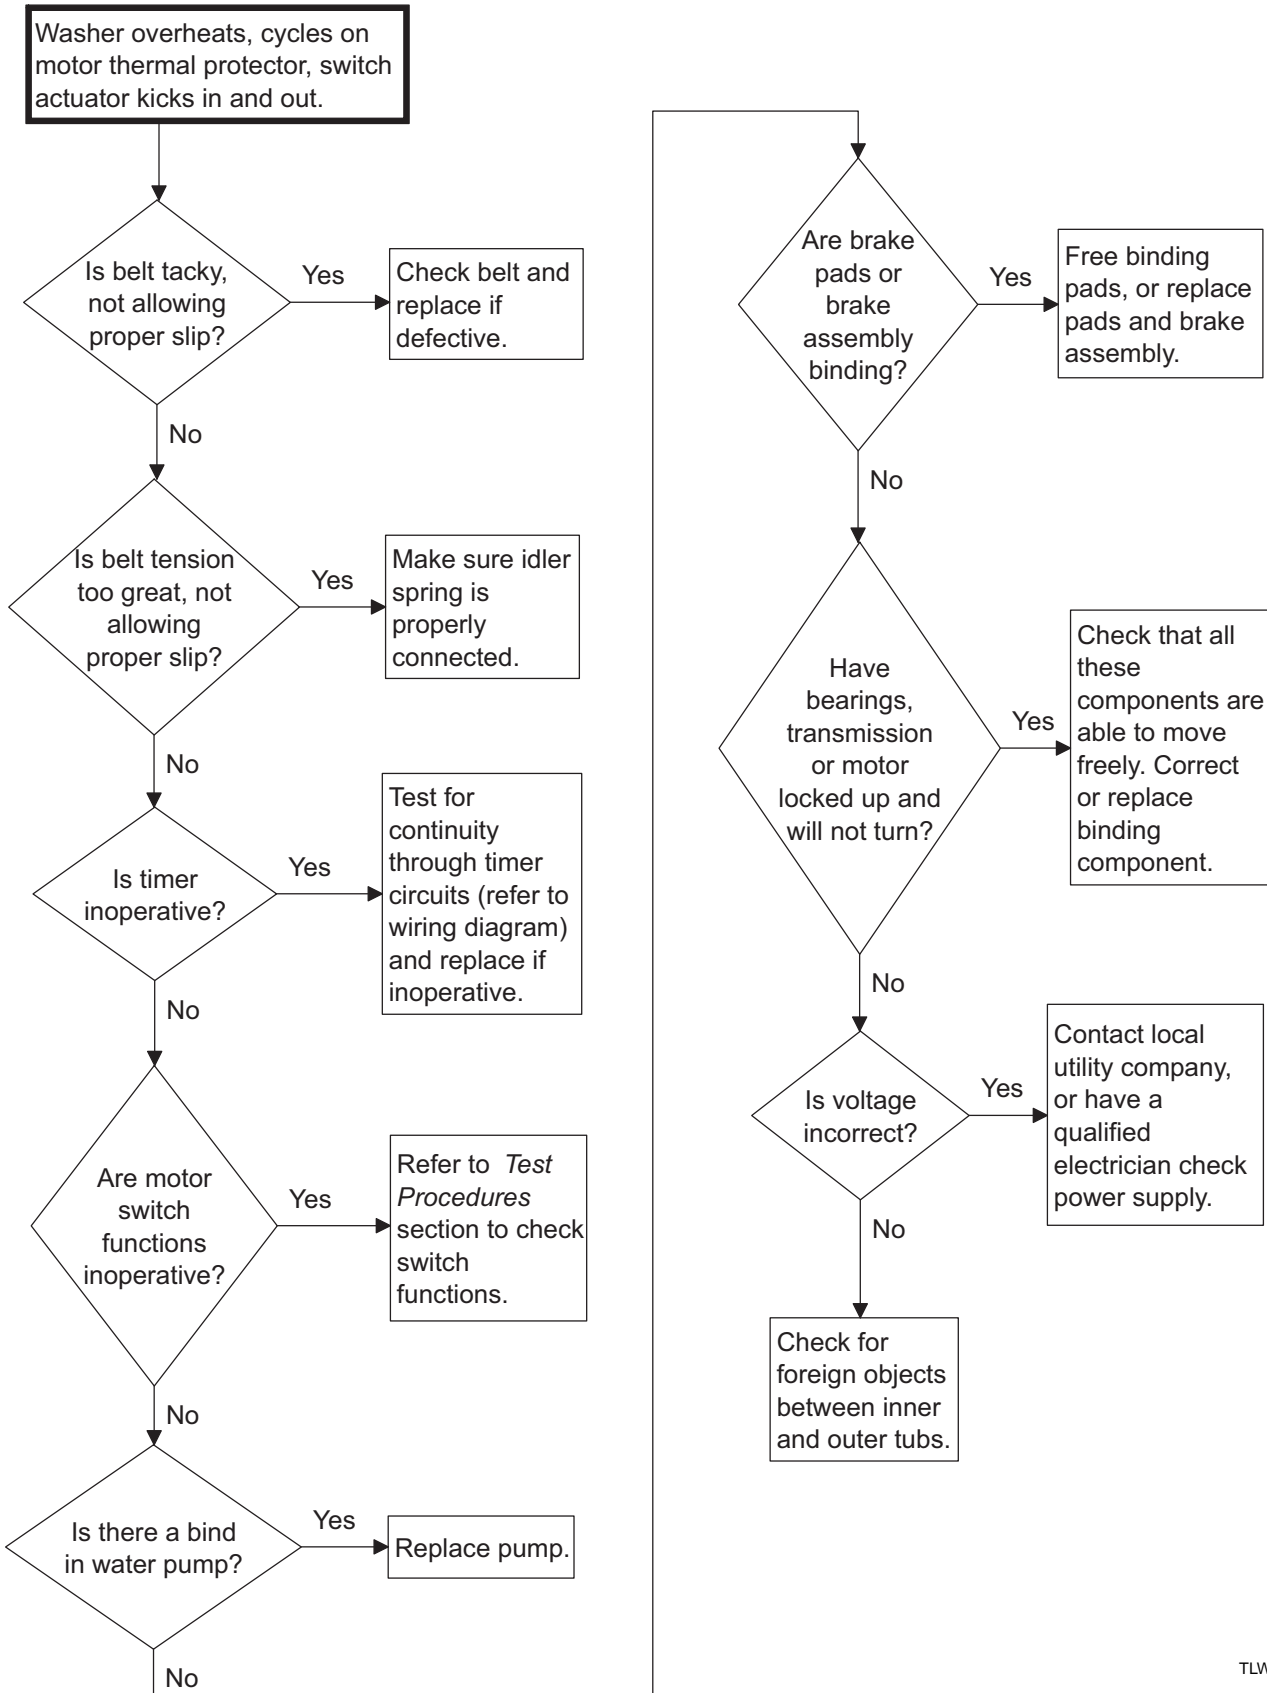 Washer overheats, cycles on
motor thermal protector, switch
actuator kicks in and out.
Is belt tacky,
not allowing
proper slip?
Yes
Check belt and
replace if
defective.
No
Is belt tension
too great, not
allowing
proper slip?
Yes
Make sure idler
spring is
properly
connected.
No
Is timer
inoperative?
Yes
Test for
continuity
through timer
circuits (refer to
wiring diagram)
and replace if
inoperative.
No
Are motor
switch
functions
inoperative?
Yes
Refer to Test
Procedures
section to check
switch
functions.
No
Is there a bind
in water pump?
Yes
Replace pump.
No
Are brake
pads or
brake
assembly
binding?
Yes
Free binding
pads, or replace
pads and brake
assembly.
No
Have
bearings,
transmission
or motor
locked up and
will not turn?
Yes
Check that all
these
components are
able to move
freely. Correct
or replace
binding
component.
No
Is voltage
incorrect?
Yes
Contact local
utility company,
or have a
qualified
electrician check
power supply.
No
Check for
foreign objects
between inner
and outer tubs.